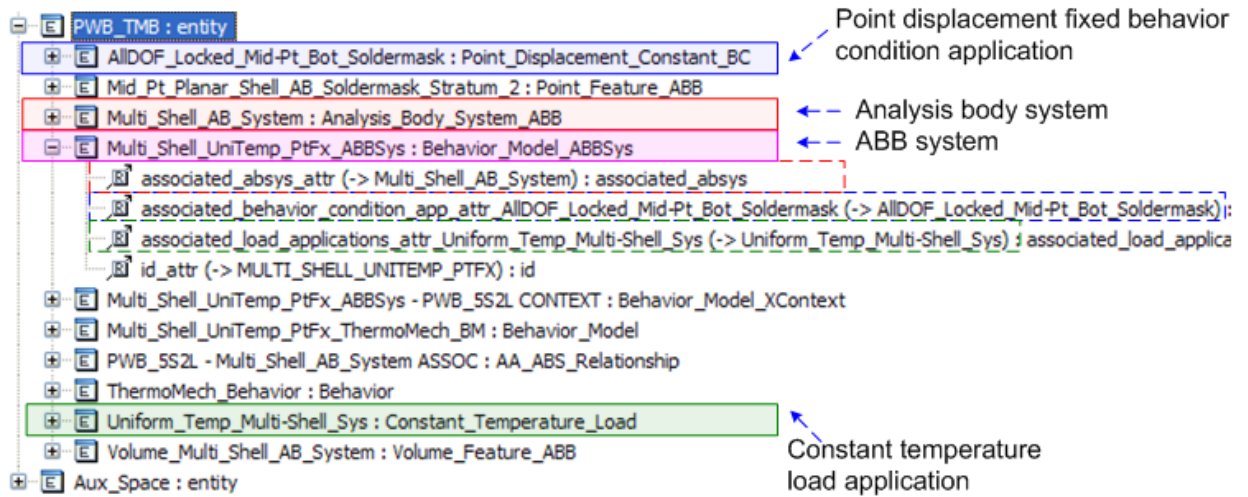 PWB_TMB : entity
Point displacement fixed behavior
condition application
AllDOF_Locked_Mid-Pt_Bot_Soldermask : Point_Displacement_Constant_BC
Mid_Pt_Planar_Shell_AB_Soldermask_Stratum_2 : Point_Feature_ABB
Multi_Shell_AB_System : Analysis_Body_System_ABB
Analysis body system
Multi_Shell_UniTemp_PtFx_ABBSys : Behavior_Model_ABBSys
ABB system
associated_absys_attr (-> Multi_Shell_AB_System) : associated_absys
associated_behavior_condition_app_attr_AllDOF_Locked_Mid-Pt_Bot_Soldermask (-> AllDOF_Locked_Mid-Pt_Bot_Soldermask) :
associated_load_applications_attr_Uniform_Temp_Multi-Shell_Sys (-> Uniform_Temp_Multi-Shell_Sys) : associated_load_applica
id_attr (-> MULTI_SHELL_UNITEMP_PTFX) : id
Multi_Shell_UniTemp_PtFx_ABBSys - PWB_5S2L CONTEXT : Behavior_Model_XContext
Multi_Shell_UniTemp_PtFx_ThermoMech_BM : Behavior_Model
PWB_5S2L - Multi_Shell_AB_System ASSOC : AA_ABS_Relationship
ThermoMech_Behavior : Behavior
Uniform_Temp_Multi-Shell_Sys : Constant_Temperature_Load
Volume_Multi_Shell_AB_System : Volume_Feature_ABB
Constant temperature
load application
Aux_Space : entity